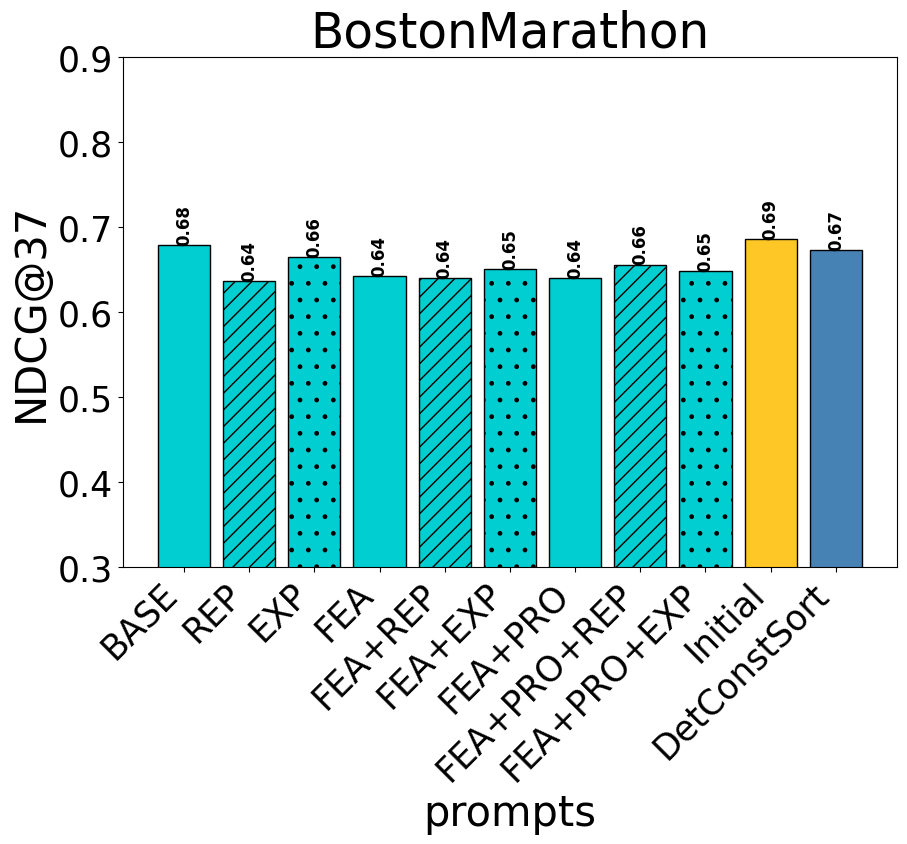 BostonMarathon
NDCG@37
0.9
0.8
0.7
0.6
0.5
0.4
0.3
0.68
0.64
0.66
0.64
0.64
0.65
0.64
0.66
0.65
0.69
0.67
BASE
REP
EXP
FEA
FEA+REP
FEA+EXP
FEA+PRO
FEA+PRO+REP
FEA+PRO+EXP
Initial
DetConstSort
prompts